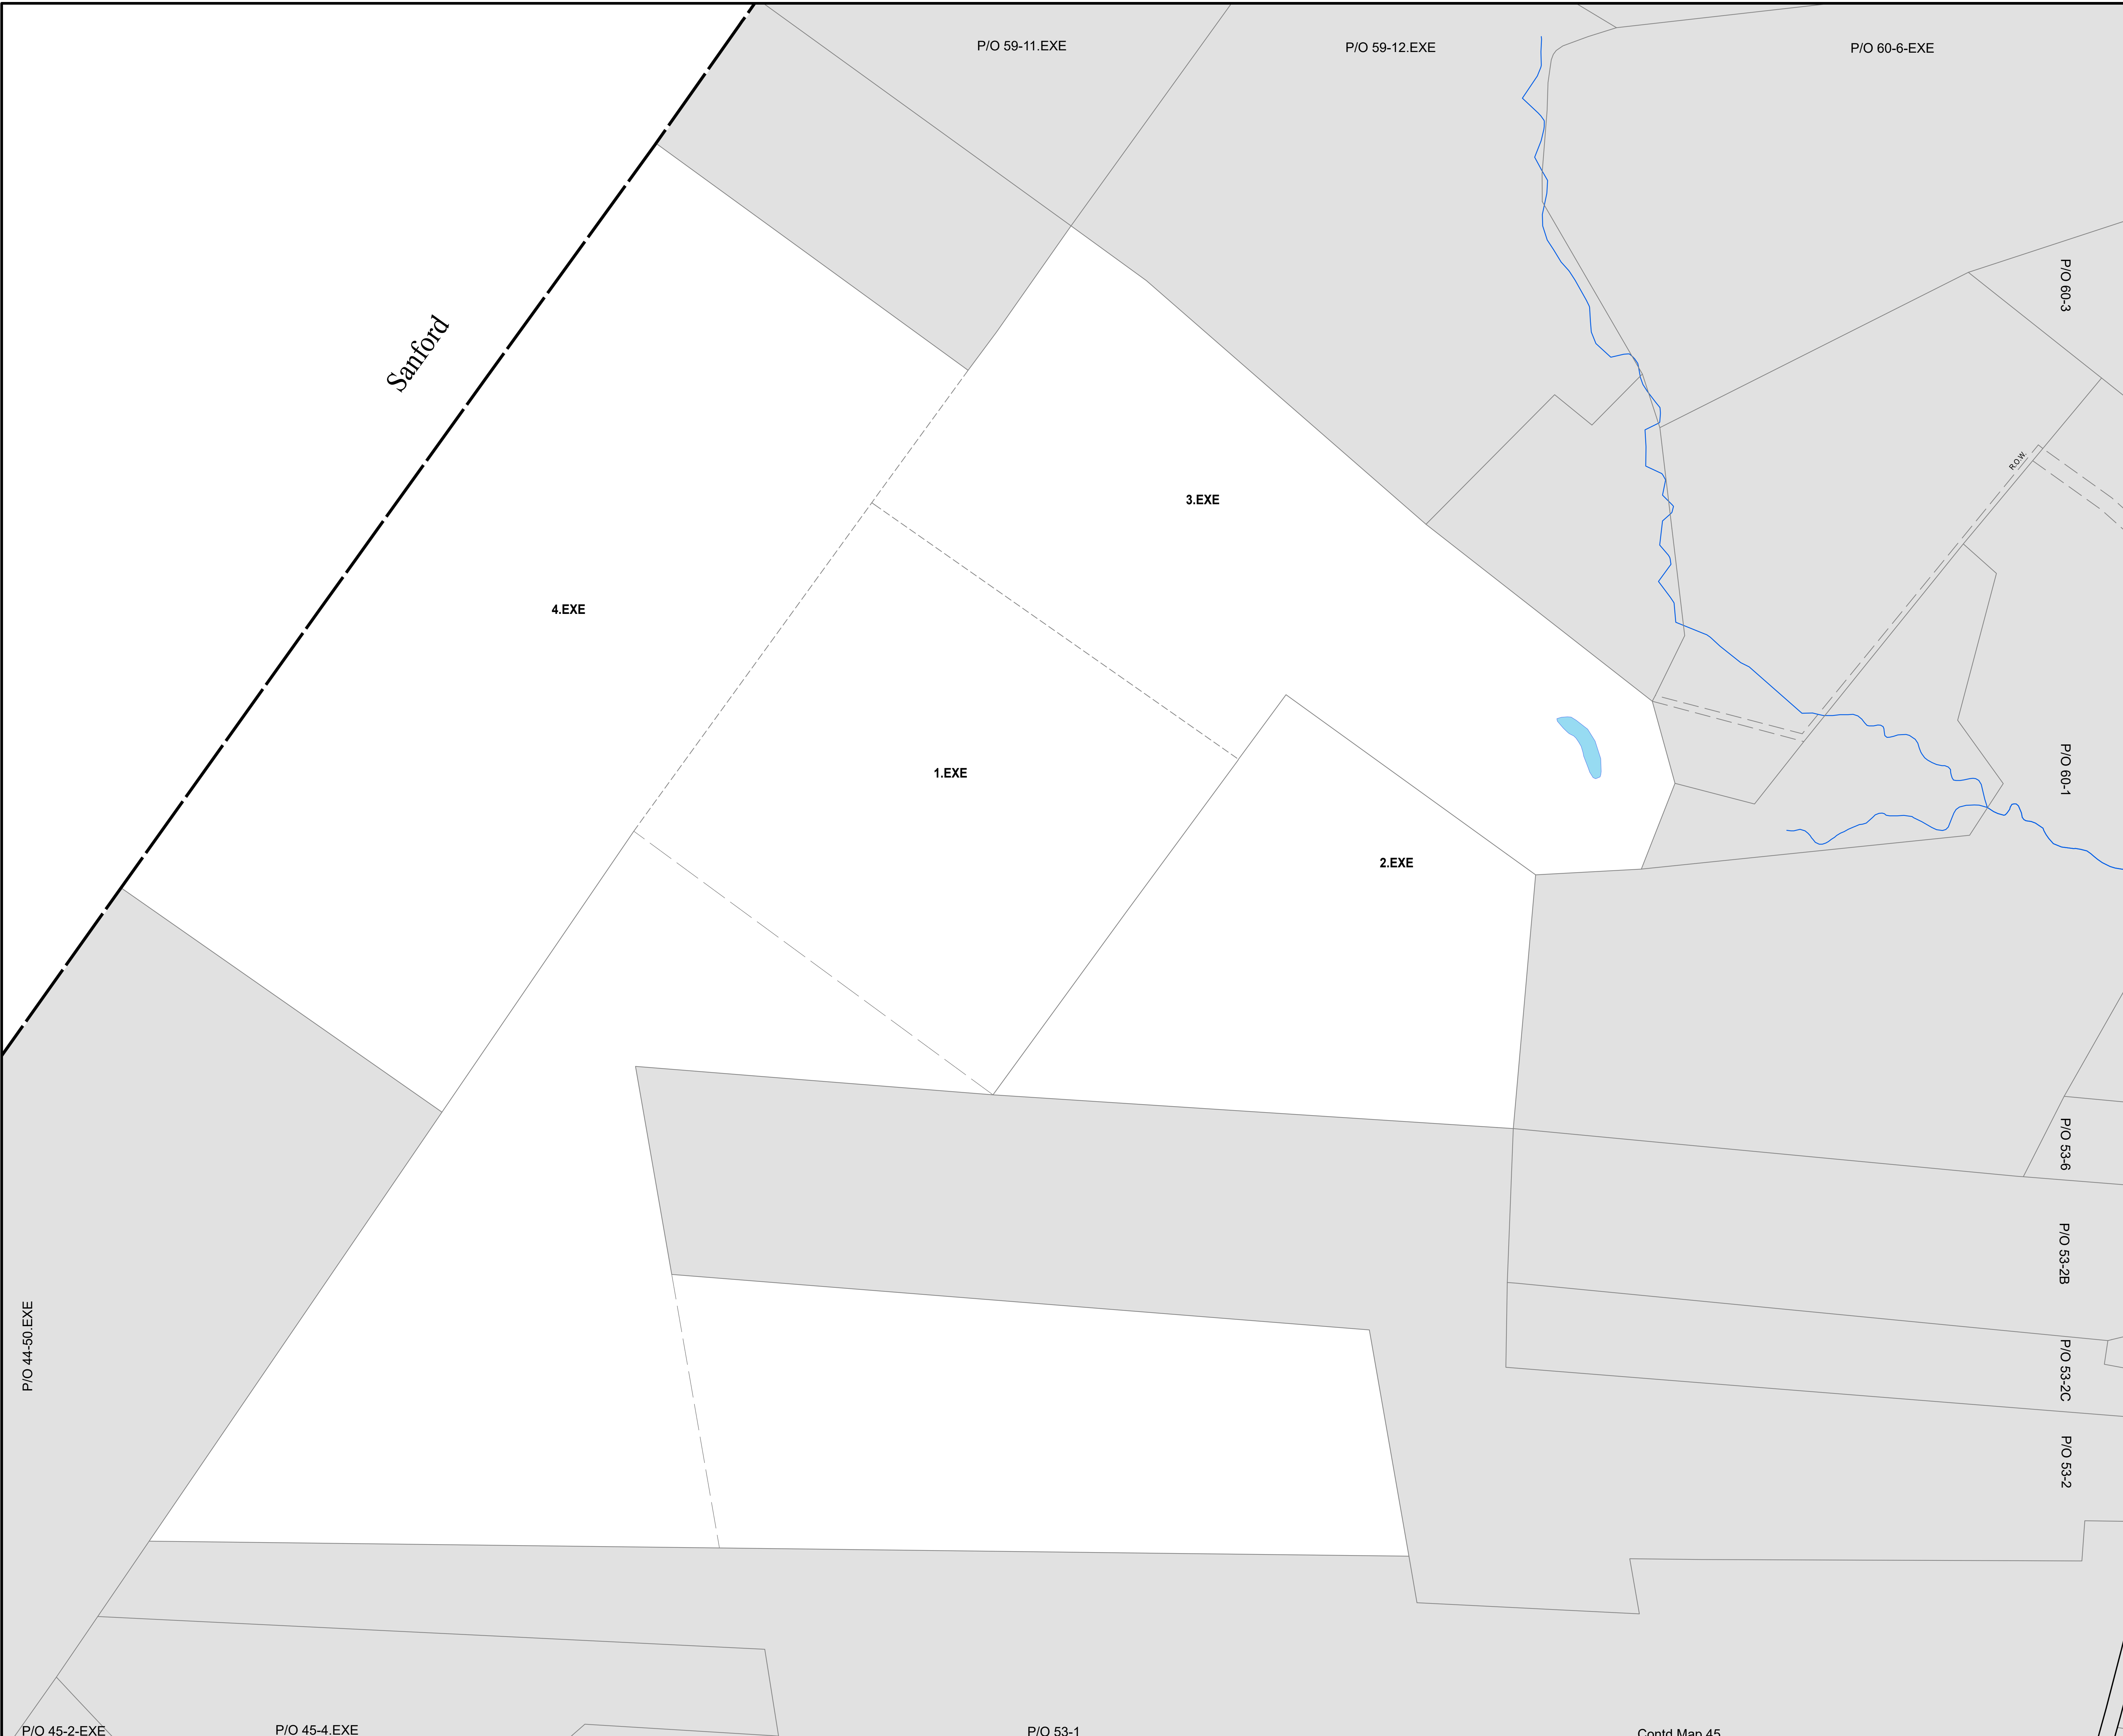 P/O 59-11.EXE
P/O 59-12.EXE
P/O 60-6-EXE
P/O 60-3
Sanford
R.O.W.
3.EXE
4.EXE
1.EXE
P/O 60-1
2.EXE
P/O 53-6
P/O 53-2B
P/O 44-50.EXE
P/O 53-2C
P/O 53-2
P/O 45-2-EXE
P/O 45-4.EXE
P/O 53-1
Contd Map 45